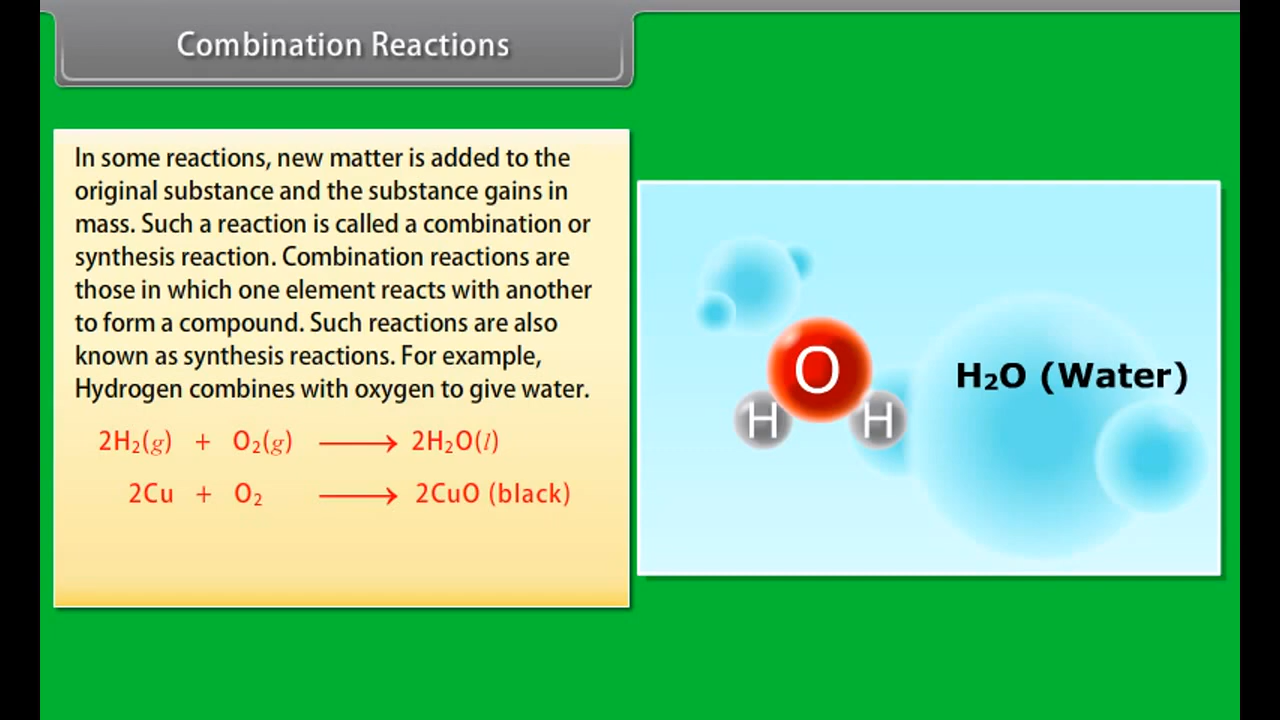 Combination Reactions
In some reactions, new matter is added to the
original substance and the substance gains in
mass. Such a reaction is called a combination or
synthesis reaction. Combination reactions are
those in which one element reacts with another
to form a compound. Such reactions are also
known as synthesis reactions. For example,
Hydrogen combines with oxygen to give water.
2H₂(g) + O₂(g) ⟶ 2H₂O(l)
2Cu + O₂ ⟶ 2CuO (black)
O
H H
H₂O (Water)